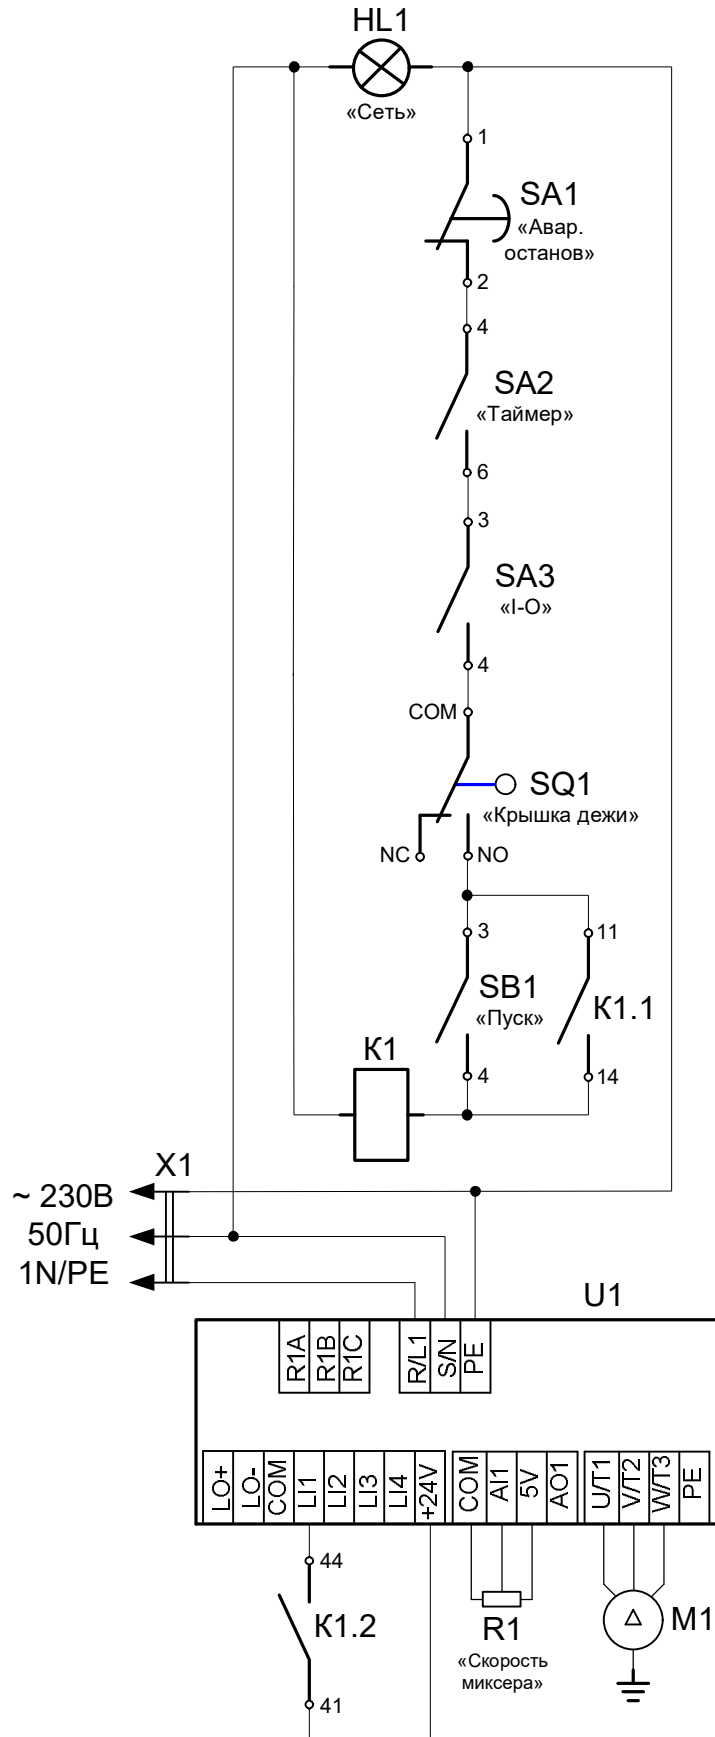 HL1
«Сеть»
1
SA1
«Авар.
останов»
2
4
SA2
«Таймер»
6
3
SA3
«I-O»
4
COM
SQ1
«Крышка дежи»
NC
NO
3
11
SB1
«Пуск»
К1.1
К1
4
14
X1
~ 230В
50Гц
1N/PE
U1
R1A
R1B
R1C
R/L1
S/N
PE
LO+
LO-
COM
LI1
LI2
LI3
LI4
+24V
COM
AI1
5V
AO1
U/T1
V/T2
W/T3
PE
44
К1.2
R1
«Скорость
миксера»
Δ
M1
41